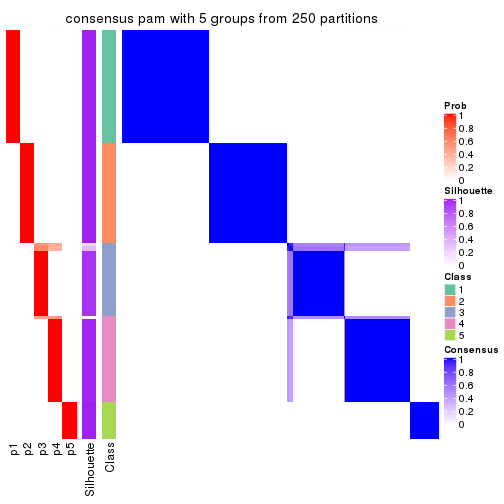 consensus pam with 5 groups from 250 partitions
Prob
1
0.8
0.6
0.4
0.2
0
Silhouette
1
0.8
0.6
0.4
0.2
0
Class
1
2
3
4
5
Consensus
1
0.8
0.6
0.4
0.2
0
p1
p2
p3
p4
p5
Silhouette
Class